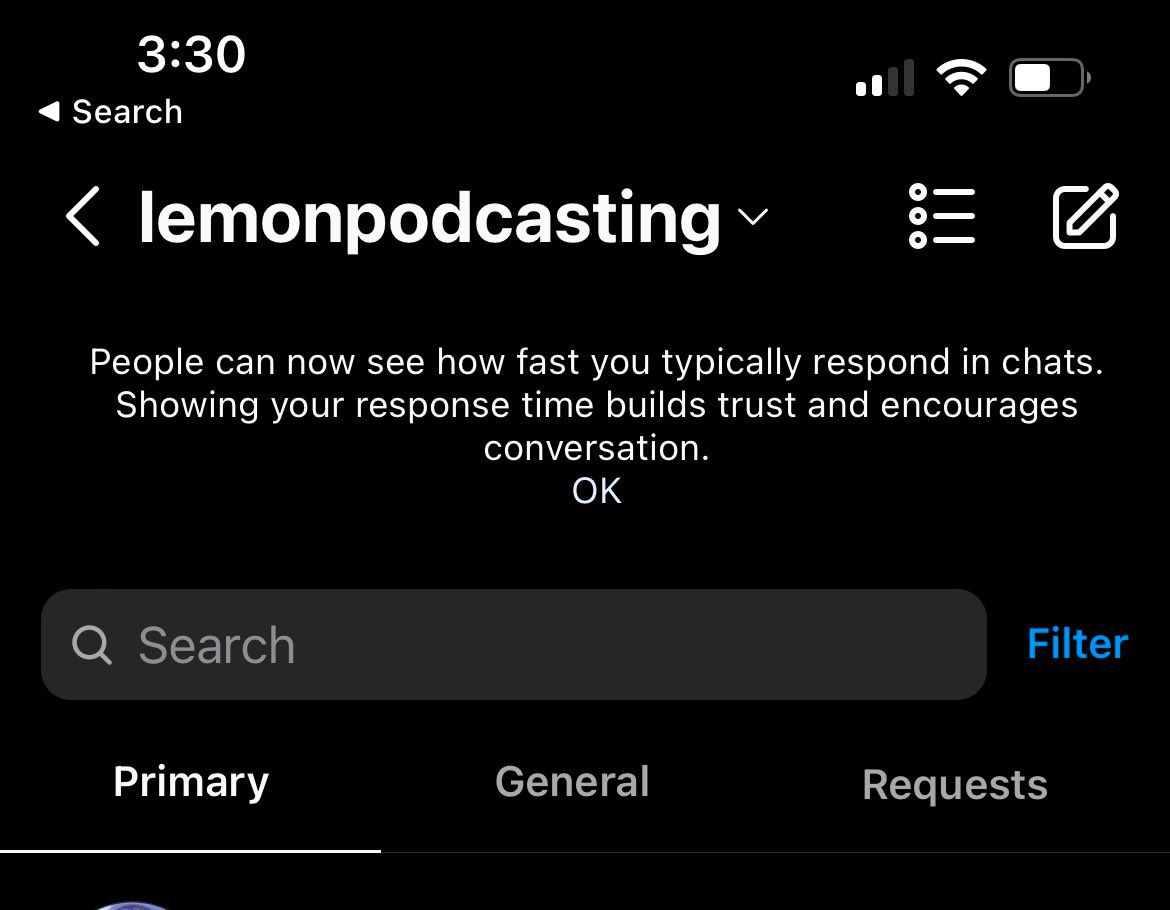 3:30
Search
lemonpodcasting
People can now see how fast you typically respond in chats.
Showing your response time builds trust and encourages
conversation.
OK
Search
Filter
Primary
General
Requests